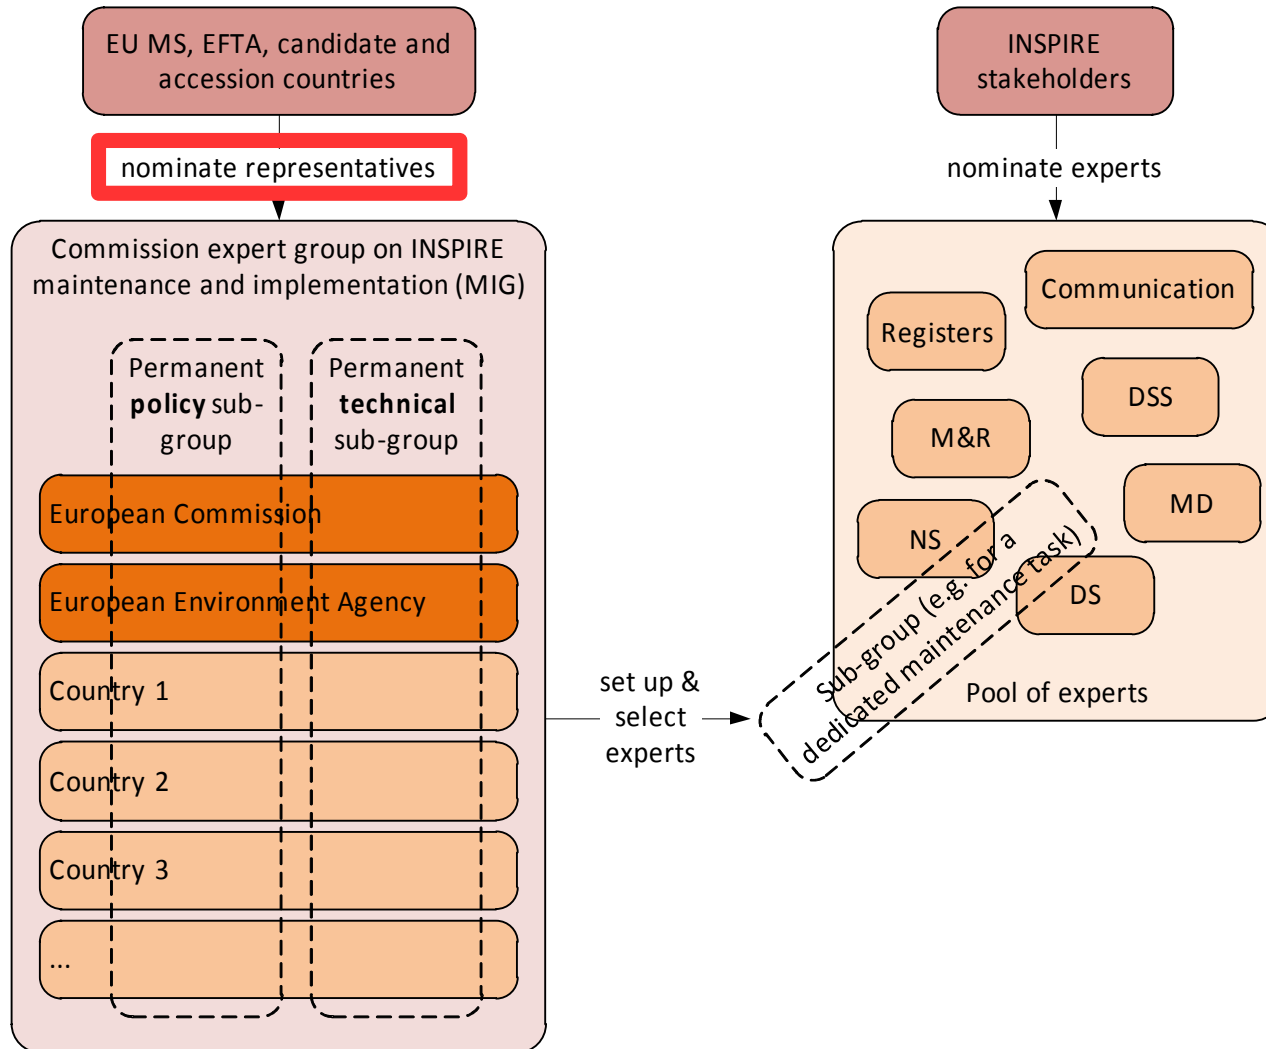 EU MS, EFTA, candidate and
accession countries
nominate representatives
Commission expert group on INSPIRE
maintenance and implementation (MIG)
Permanent
policy sub-
group
Permanent
technical
sub-group
European Commission
European Environment Agency
Country 1
Country 2
Country 3
...
set up &
select
experts
INSPIRE
stakeholders
nominate experts
Communication
Registers
DSS
M&R
MD
NS
DS
Sub-group (e.g. for a
dedicated maintenance task)
Pool of experts